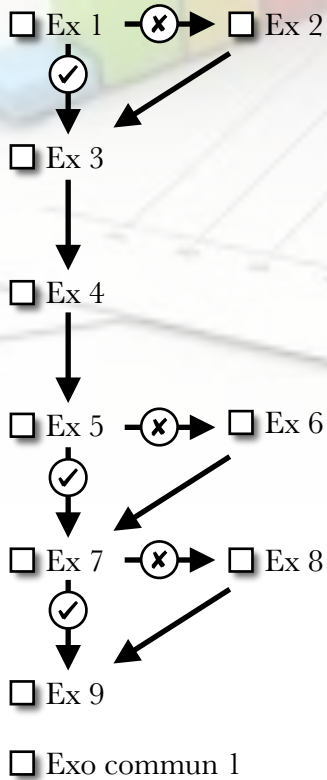 Ex 1 Ex 2
Ex 3
Ex 4
Ex 5 Ex 6
Ex 7 Ex 8
Ex 9
Exo commun 1